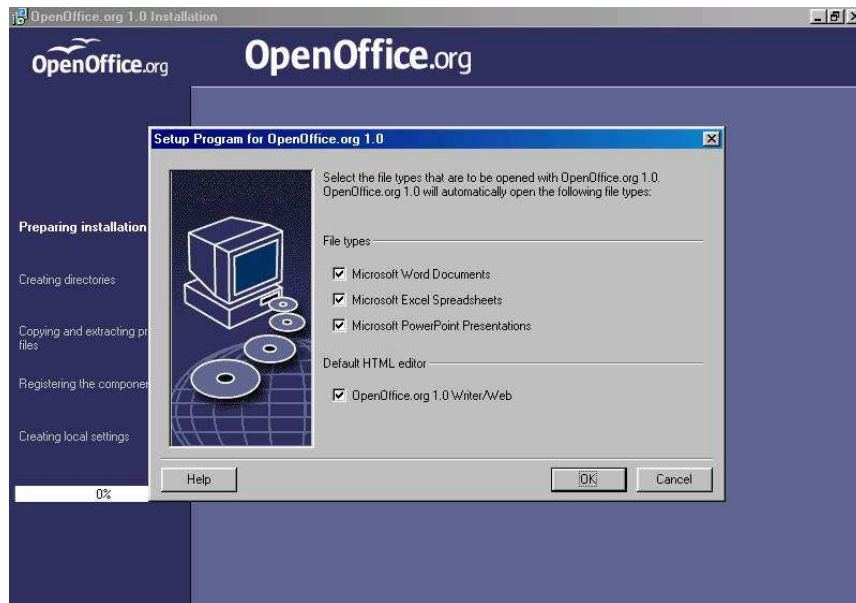 OpenOffice.org 1.0 Installation
OpenOffice.org
OpenOffice.org
Setup Program for OpenOffice.org 1.0
Select the file types that are to be opened with OpenOffice.org 1.0.
OpenOffice.org 1.0 will automatically open the following file types:
File types
Microsoft Word Documents
Microsoft Excel Spreadsheets
Microsoft PowerPoint Presentations
Default HTML editor
OpenOffice.org 1.0 Writer/Web
Help
OK
Cancel
Preparing installation
Creating directories
Copying and extracting pr
files
Registering the componer
Creating local settings
0%